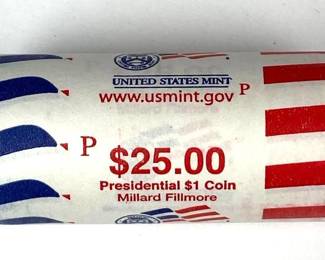 UNITED STATES MINT
www.usmint.gov P
P $25.00
Presidential $1 Coin
Millard Fillmore